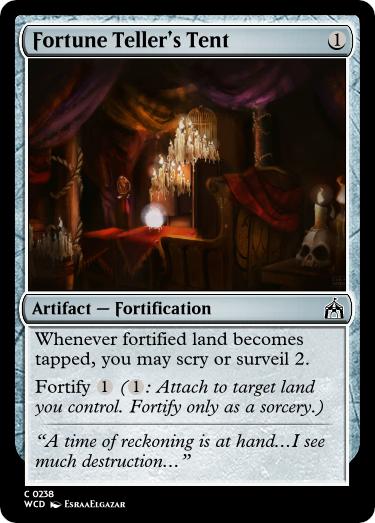 Fortune Teller's Tent 1
Artifact — Fortification
Whenever fortified land becomes
tapped, you may scry or surveil 2.
Fortify 1 (1: Attach to target land
you control. Fortify only as a sorcery.)
“A time of reckoning is at hand…I see
much destruction…”
C 0238
WCD EsraaElgazar